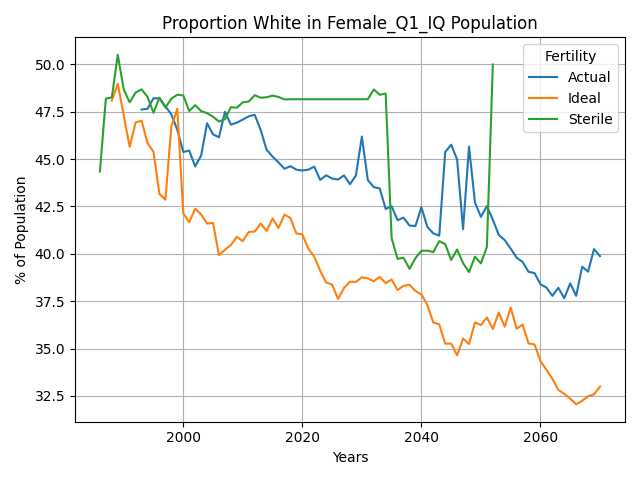 Proportion White in Female_Q1_IQ Population
% of Population
50.0
47.5
45.0
42.5
40.0
37.5
35.0
32.5
Fertility
Actual
Ideal
Sterile
2000
2020
2040
2060
Years